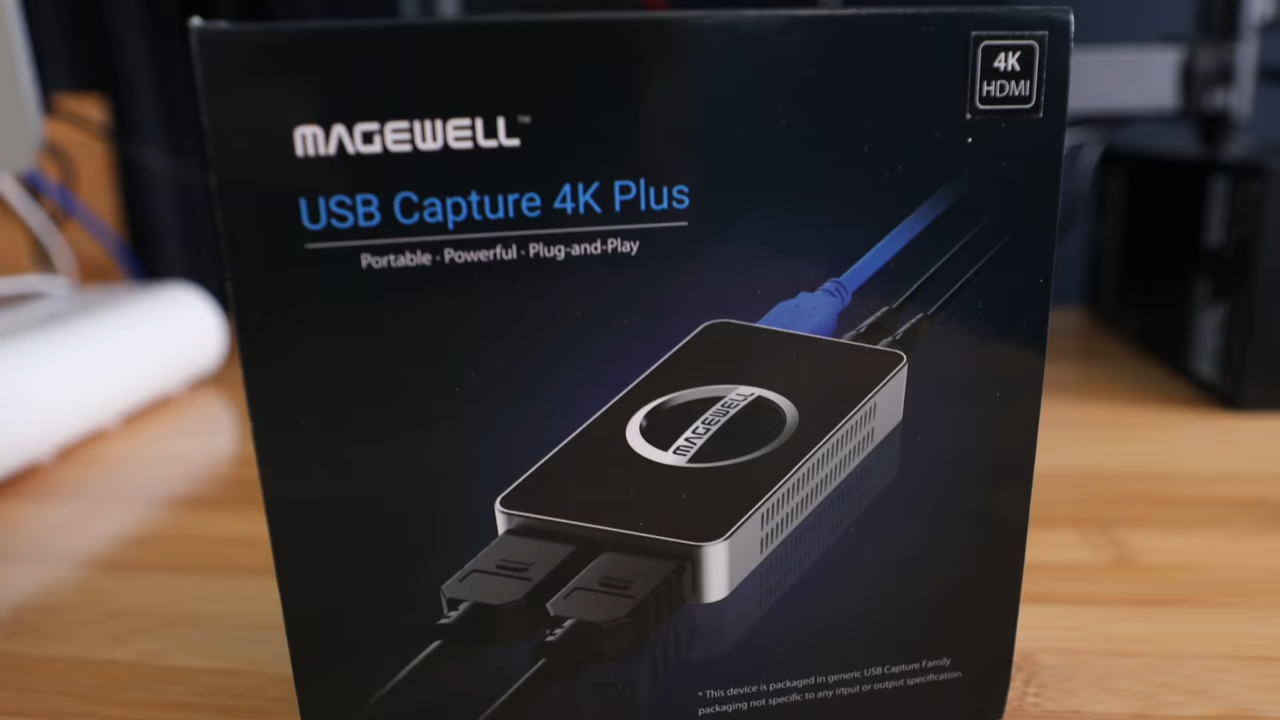 4K
HDMI
MAGEWELL™
USB Capture 4K Plus
Portable · Powerful · Plug-and-Play
MAGEWELL
* This device is packaged in generic USB Capture Family
packaging not specific to any input or output specification.